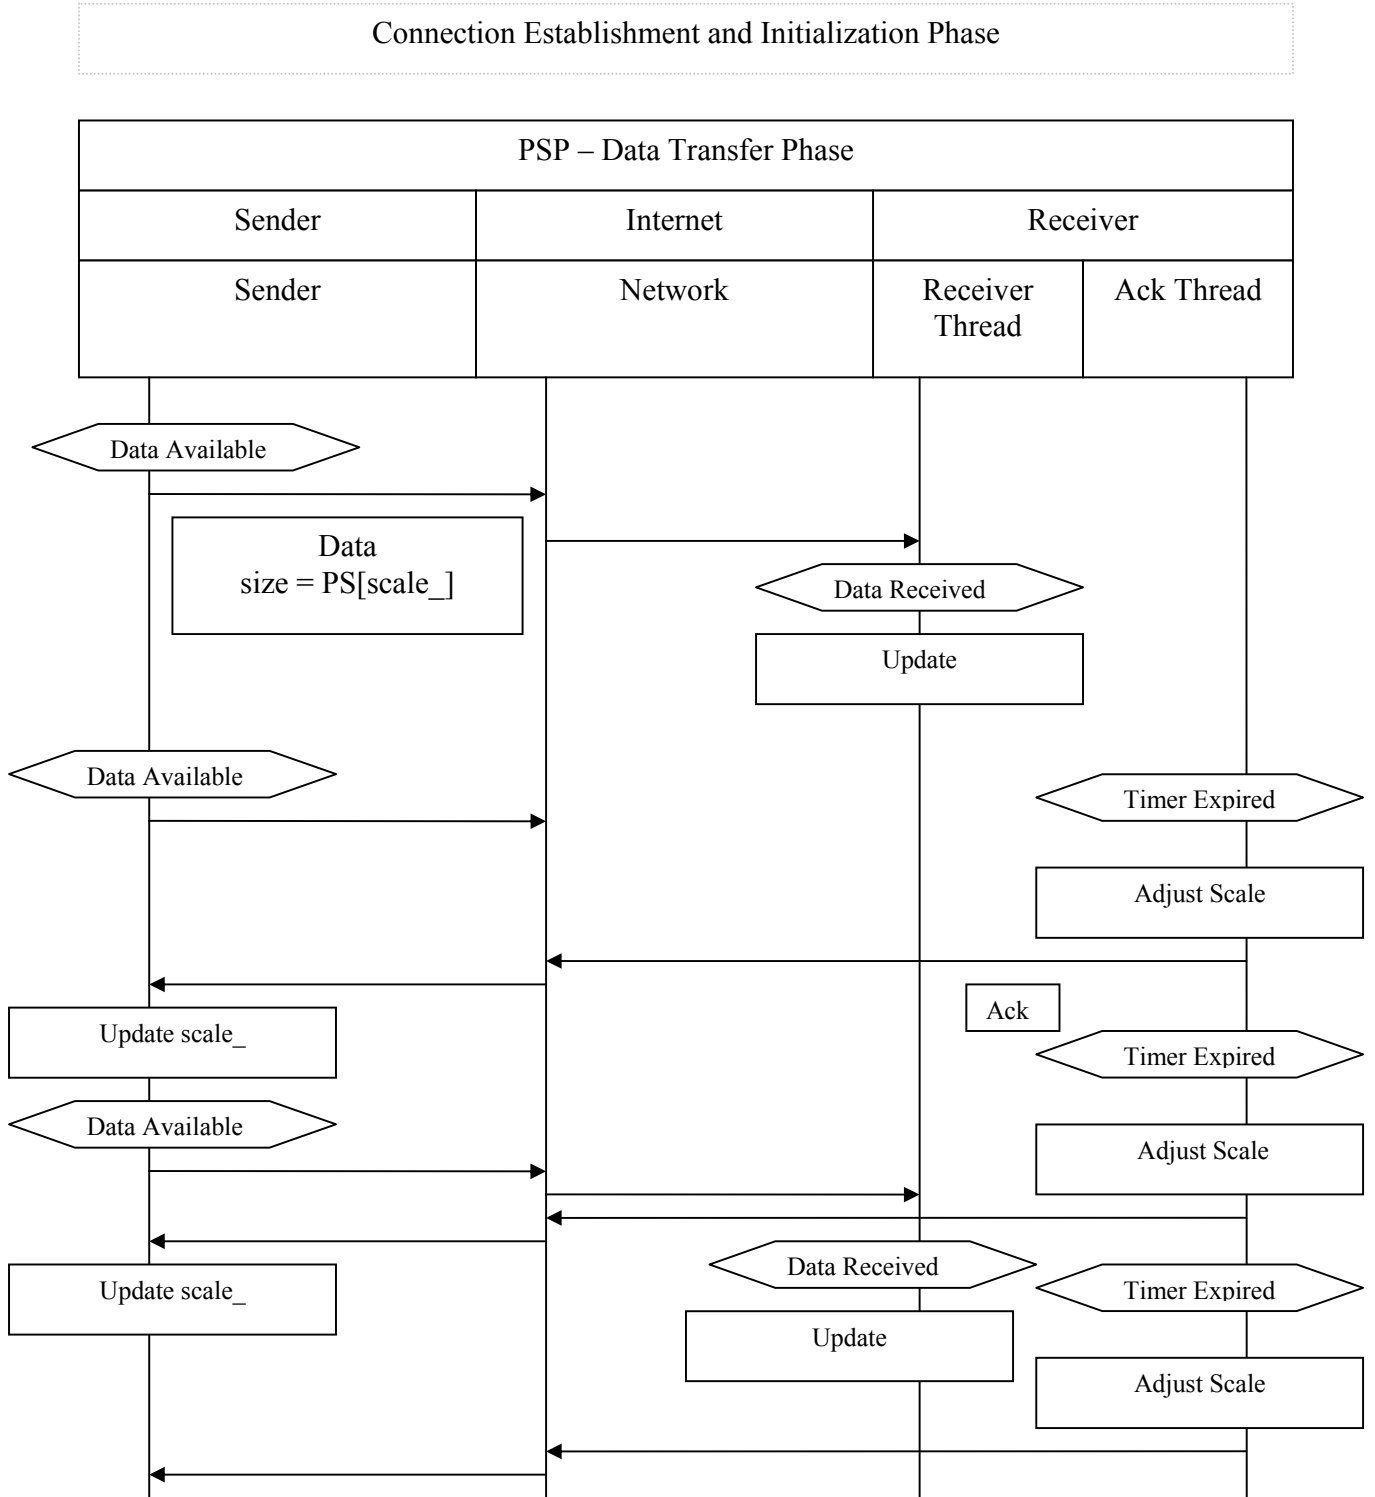 Connection Establishment and Initialization Phase
PSP – Data Transfer Phase
Sender
Internet
Receiver
Sender
Network
Receiver
Thread
Ack Thread
Data Available
Data
size = PS[scale_]
Data Received
Update
Data Available
Timer Expired
Adjust Scale
Ack
Update scale_
Timer Expired
Data Available
Adjust Scale
Data Received
Update scale_
Timer Expired
Update
Adjust Scale